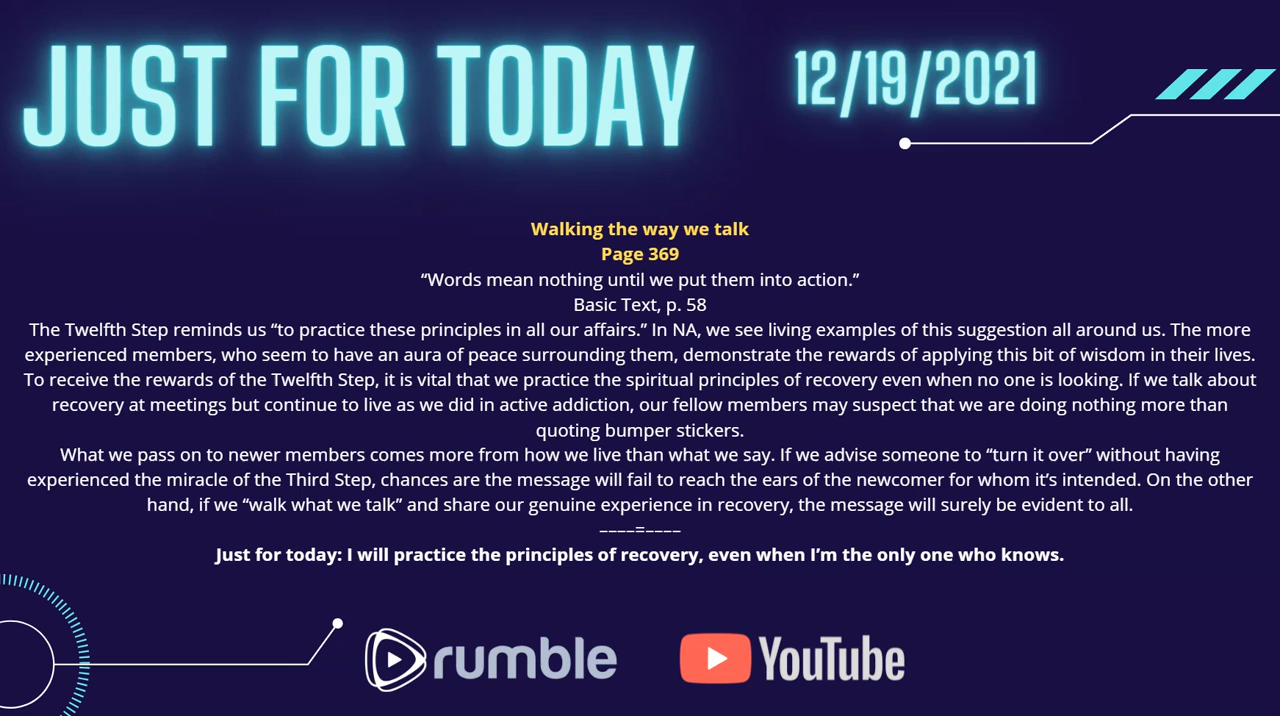 JUST FOR TODAY
12/19/2021
Walking the way we talk
Page 369
“Words mean nothing until we put them into action.”
Basic Text, p. 58
The Twelfth Step reminds us “to practice these principles in all our affairs.” In NA, we see living examples of this suggestion all around us. The more
experienced members, who seem to have an aura of peace surrounding them, demonstrate the rewards of applying this bit of wisdom in their lives.
To receive the rewards of the Twelfth Step, it is vital that we practice the spiritual principles of recovery even when no one is looking. If we talk about
recovery at meetings but continue to live as we did in active addiction, our fellow members may suspect that we are doing nothing more than
quoting bumper stickers.
What we pass on to newer members comes more from how we live than what we say. If we advise someone to “turn it over” without having
experienced the miracle of the Third Step, chances are the message will fail to reach the ears of the newcomer for whom it’s intended. On the other
hand, if we “walk what we talk” and share our genuine experience in recovery, the message will surely be evident to all.
––––=––––
Just for today: I will practice the principles of recovery, even when I’m the only one who knows.
rumble
YouTube